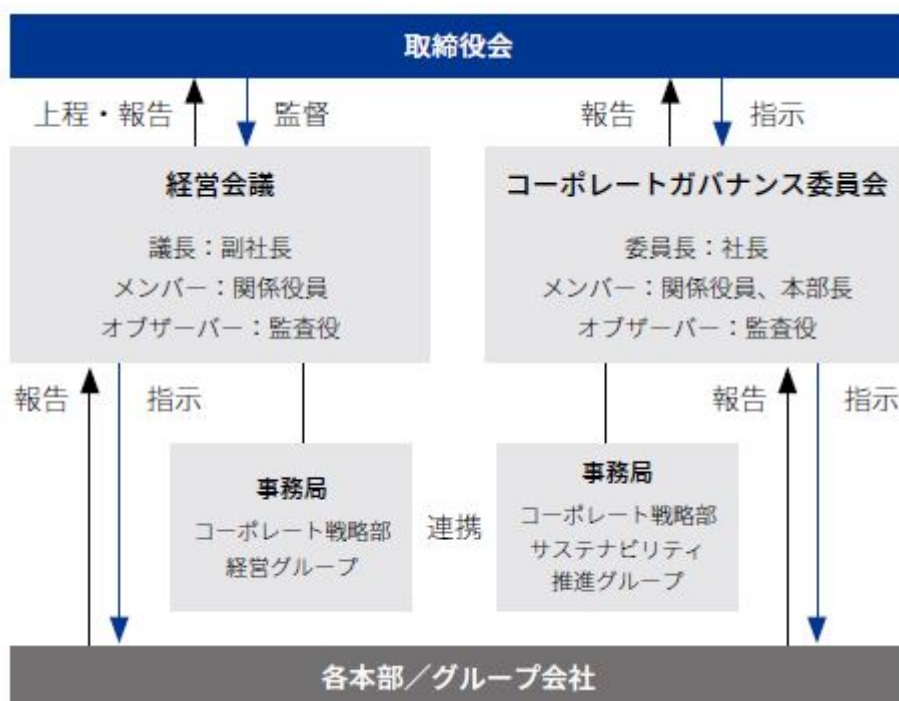 取締役会
上程・報告
監督
報告
指示
経営会議
議長：副社長
メンバー：関係役員
オブザーバー：監査役
コーポレートガバナンス委員会
委員長：社長
メンバー：関係役員、本部長
オブザーバー：監査役
報告
指示
報告
指示
事務局
コーポレート戦略部
経営グループ
連携
事務局
コーポレート戦略部
サステナビリティ
推進グループ
各本部／グループ会社